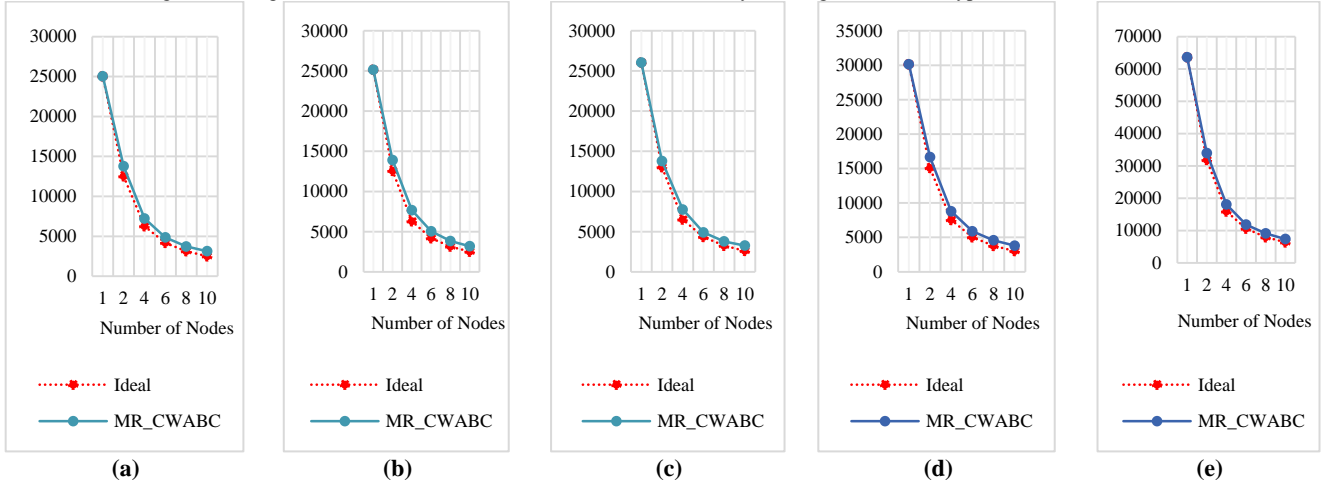 30000
25000
20000
15000
10000
5000
0
1 2 4 6 8 10
Number of Nodes
Ideal
MR_CWABC
(a)
30000
25000
20000
15000
10000
5000
0
1 2 4 6 8 10
Number of Nodes
Ideal
MR_CWABC
(b)
30000
25000
20000
15000
10000
5000
0
1 2 4 6 8 10
Number of Nodes
Ideal
MR_CWABC
(c)
35000
30000
25000
20000
15000
10000
5000
0
1 2 4 6 8 10
Number of Nodes
Ideal
MR_CWABC
(d)
70000
60000
50000
40000
30000
20000
10000
0
1 2 4 6 8 10
Number of Nodes
Ideal
MR_CWABC
(e)